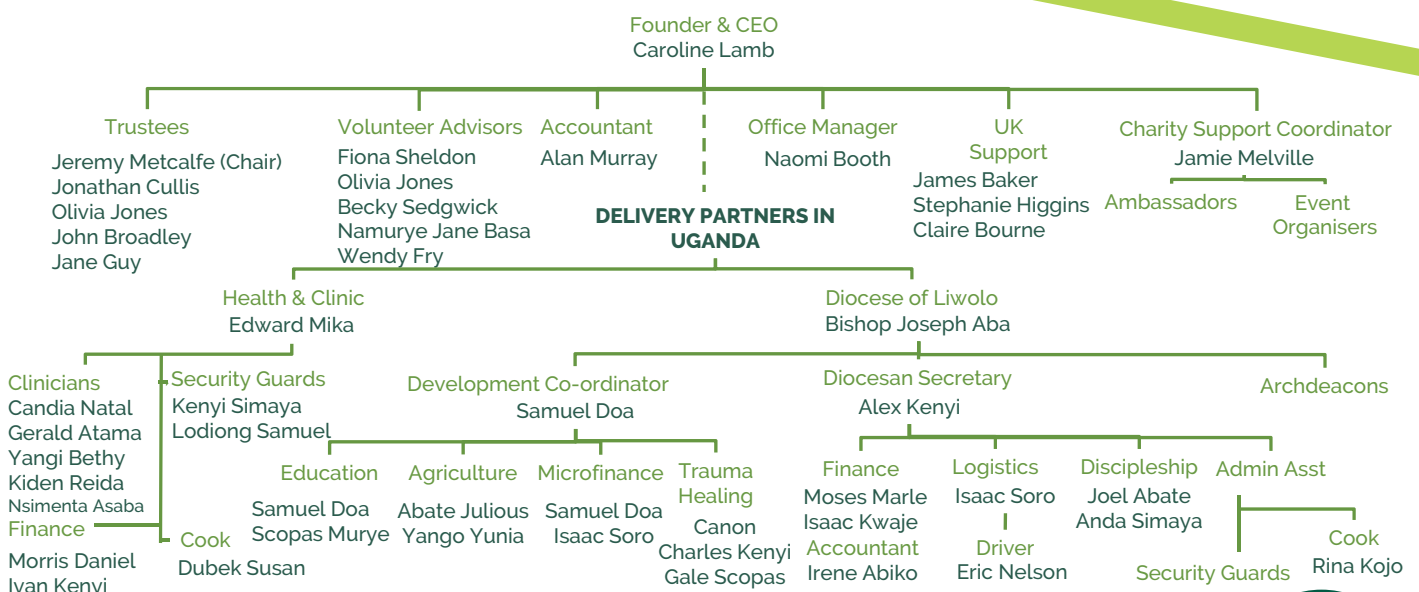 Founder & CEO
Caroline Lamb
Trustees
Jeremy Metcalfe (Chair)
Jonathan Cullis
Olivia Jones
John Broadley
Jane Guy
Volunteer Advisors
Fiona Sheldon
Olivia Jones
Becky Sedgwick
Namurye Jane Basa
Wendy Fry
Accountant
Alan Murray
Office Manager
Naomi Booth
UK
Support
James Baker
Stephanie Higgins
Claire Bourne
Charity Support Coordinator
Jamie Melville
Ambassadors
Event
Organisers
DELIVERY PARTNERS IN
UGANDA
Health & Clinic
Edward Mika
Clinicians
Candia Natal
Gerald Atama
Yangi Bethy
Kiden Reida
Nsimenta Asaba
Finance
Morris Daniel
Ivan Kenyi
Security Guards
Kenyi Simaya
Lodiong Samuel
Cook
Dubek Susan
Diocese of Liwolo
Bishop Joseph Aba
Development Co-ordinator
Samuel Doa
Education
Samuel Doa
Scopas Murye
Agriculture
Abate Julious
Yango Yunia
Microfinance
Samuel Doa
Isaac Soro
Trauma
Healing
Canon
Charles Kenyi
Gale Scopas
Diocesan Secretary
Alex Kenyi
Finance
Moses Marle
Isaac Kwaje
Accountant
Irene Abiko
Logistics
Isaac Soro
Driver
Eric Nelson
Discipleship
Joel Abate
Anda Simaya
Admin Asst
Security Guards
Cook
Rina Kojo
Archdeacons